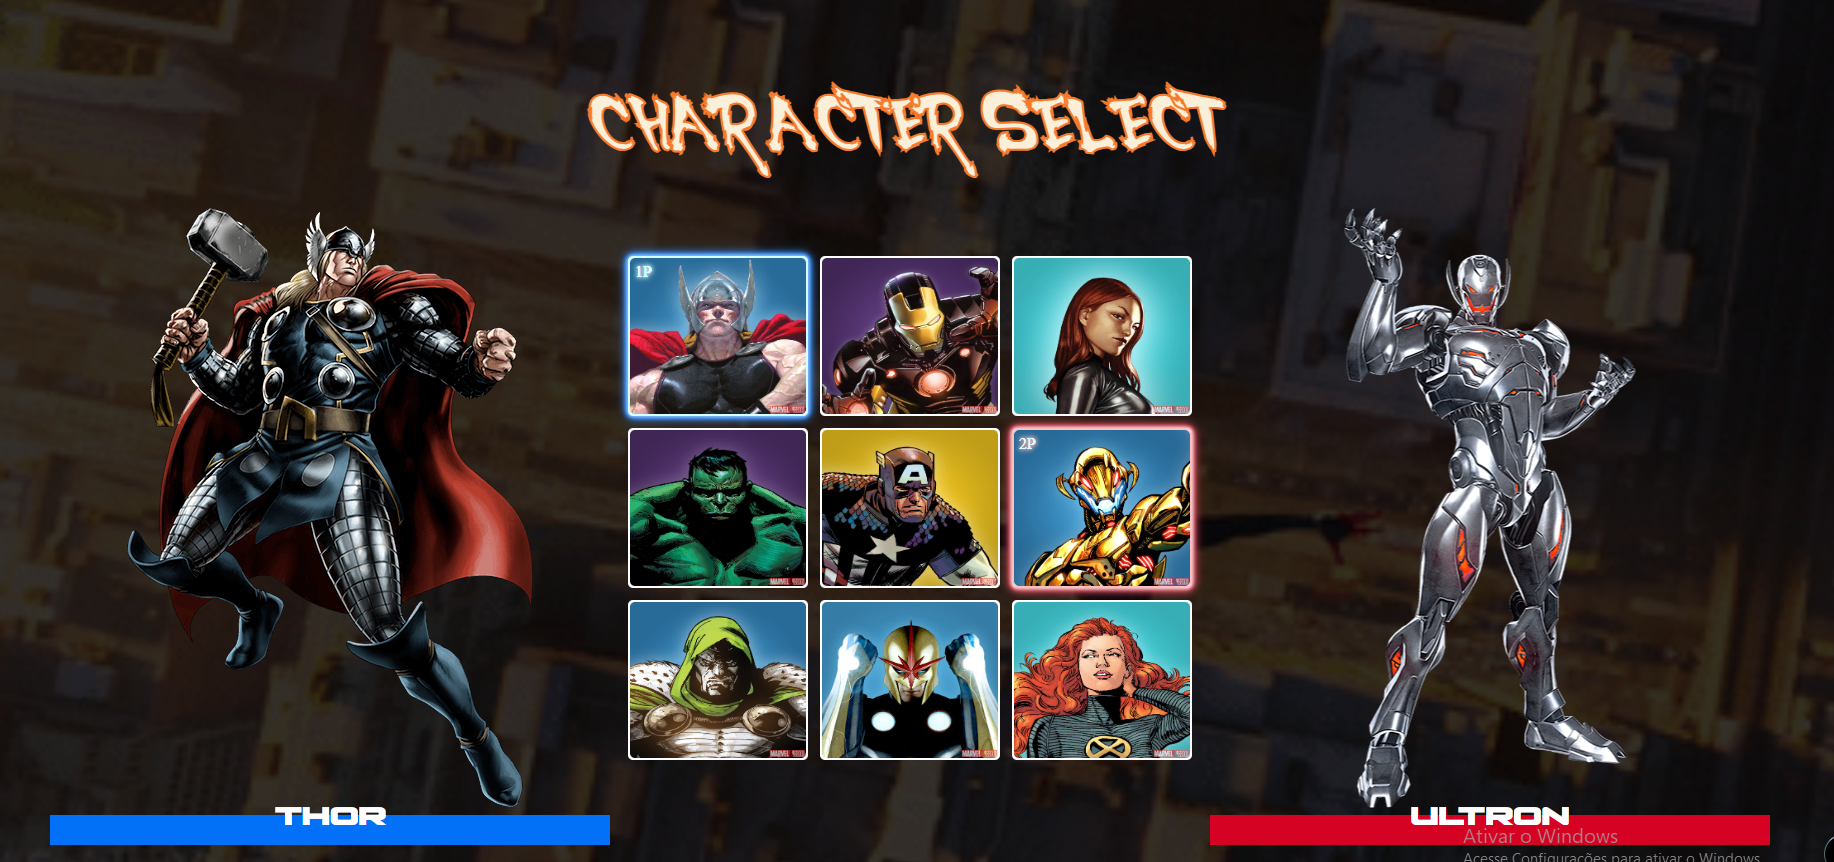 CHARACTER SELECT
1P
2P
THOR
ULTRON
Ativar o Windows
Acesse Configurações para ativar o Windows.